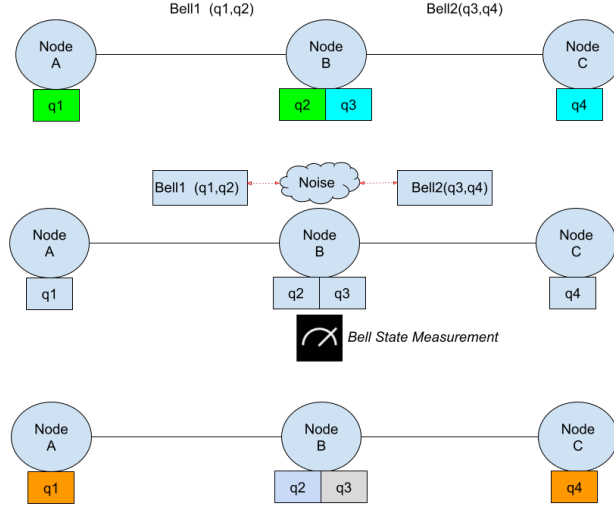 Bell1 (q1,q2)
Bell2(q3,q4)
Node
A
Node
B
Node
C
q1
q2
q3
q4
Bell1 (q1,q2)
Noise
Bell2(q3,q4)
Node
A
Node
B
Node
C
q1
q2
q3
q4
Bell State Measurement
Node
A
Node
B
Node
C
q1
q2
q3
q4